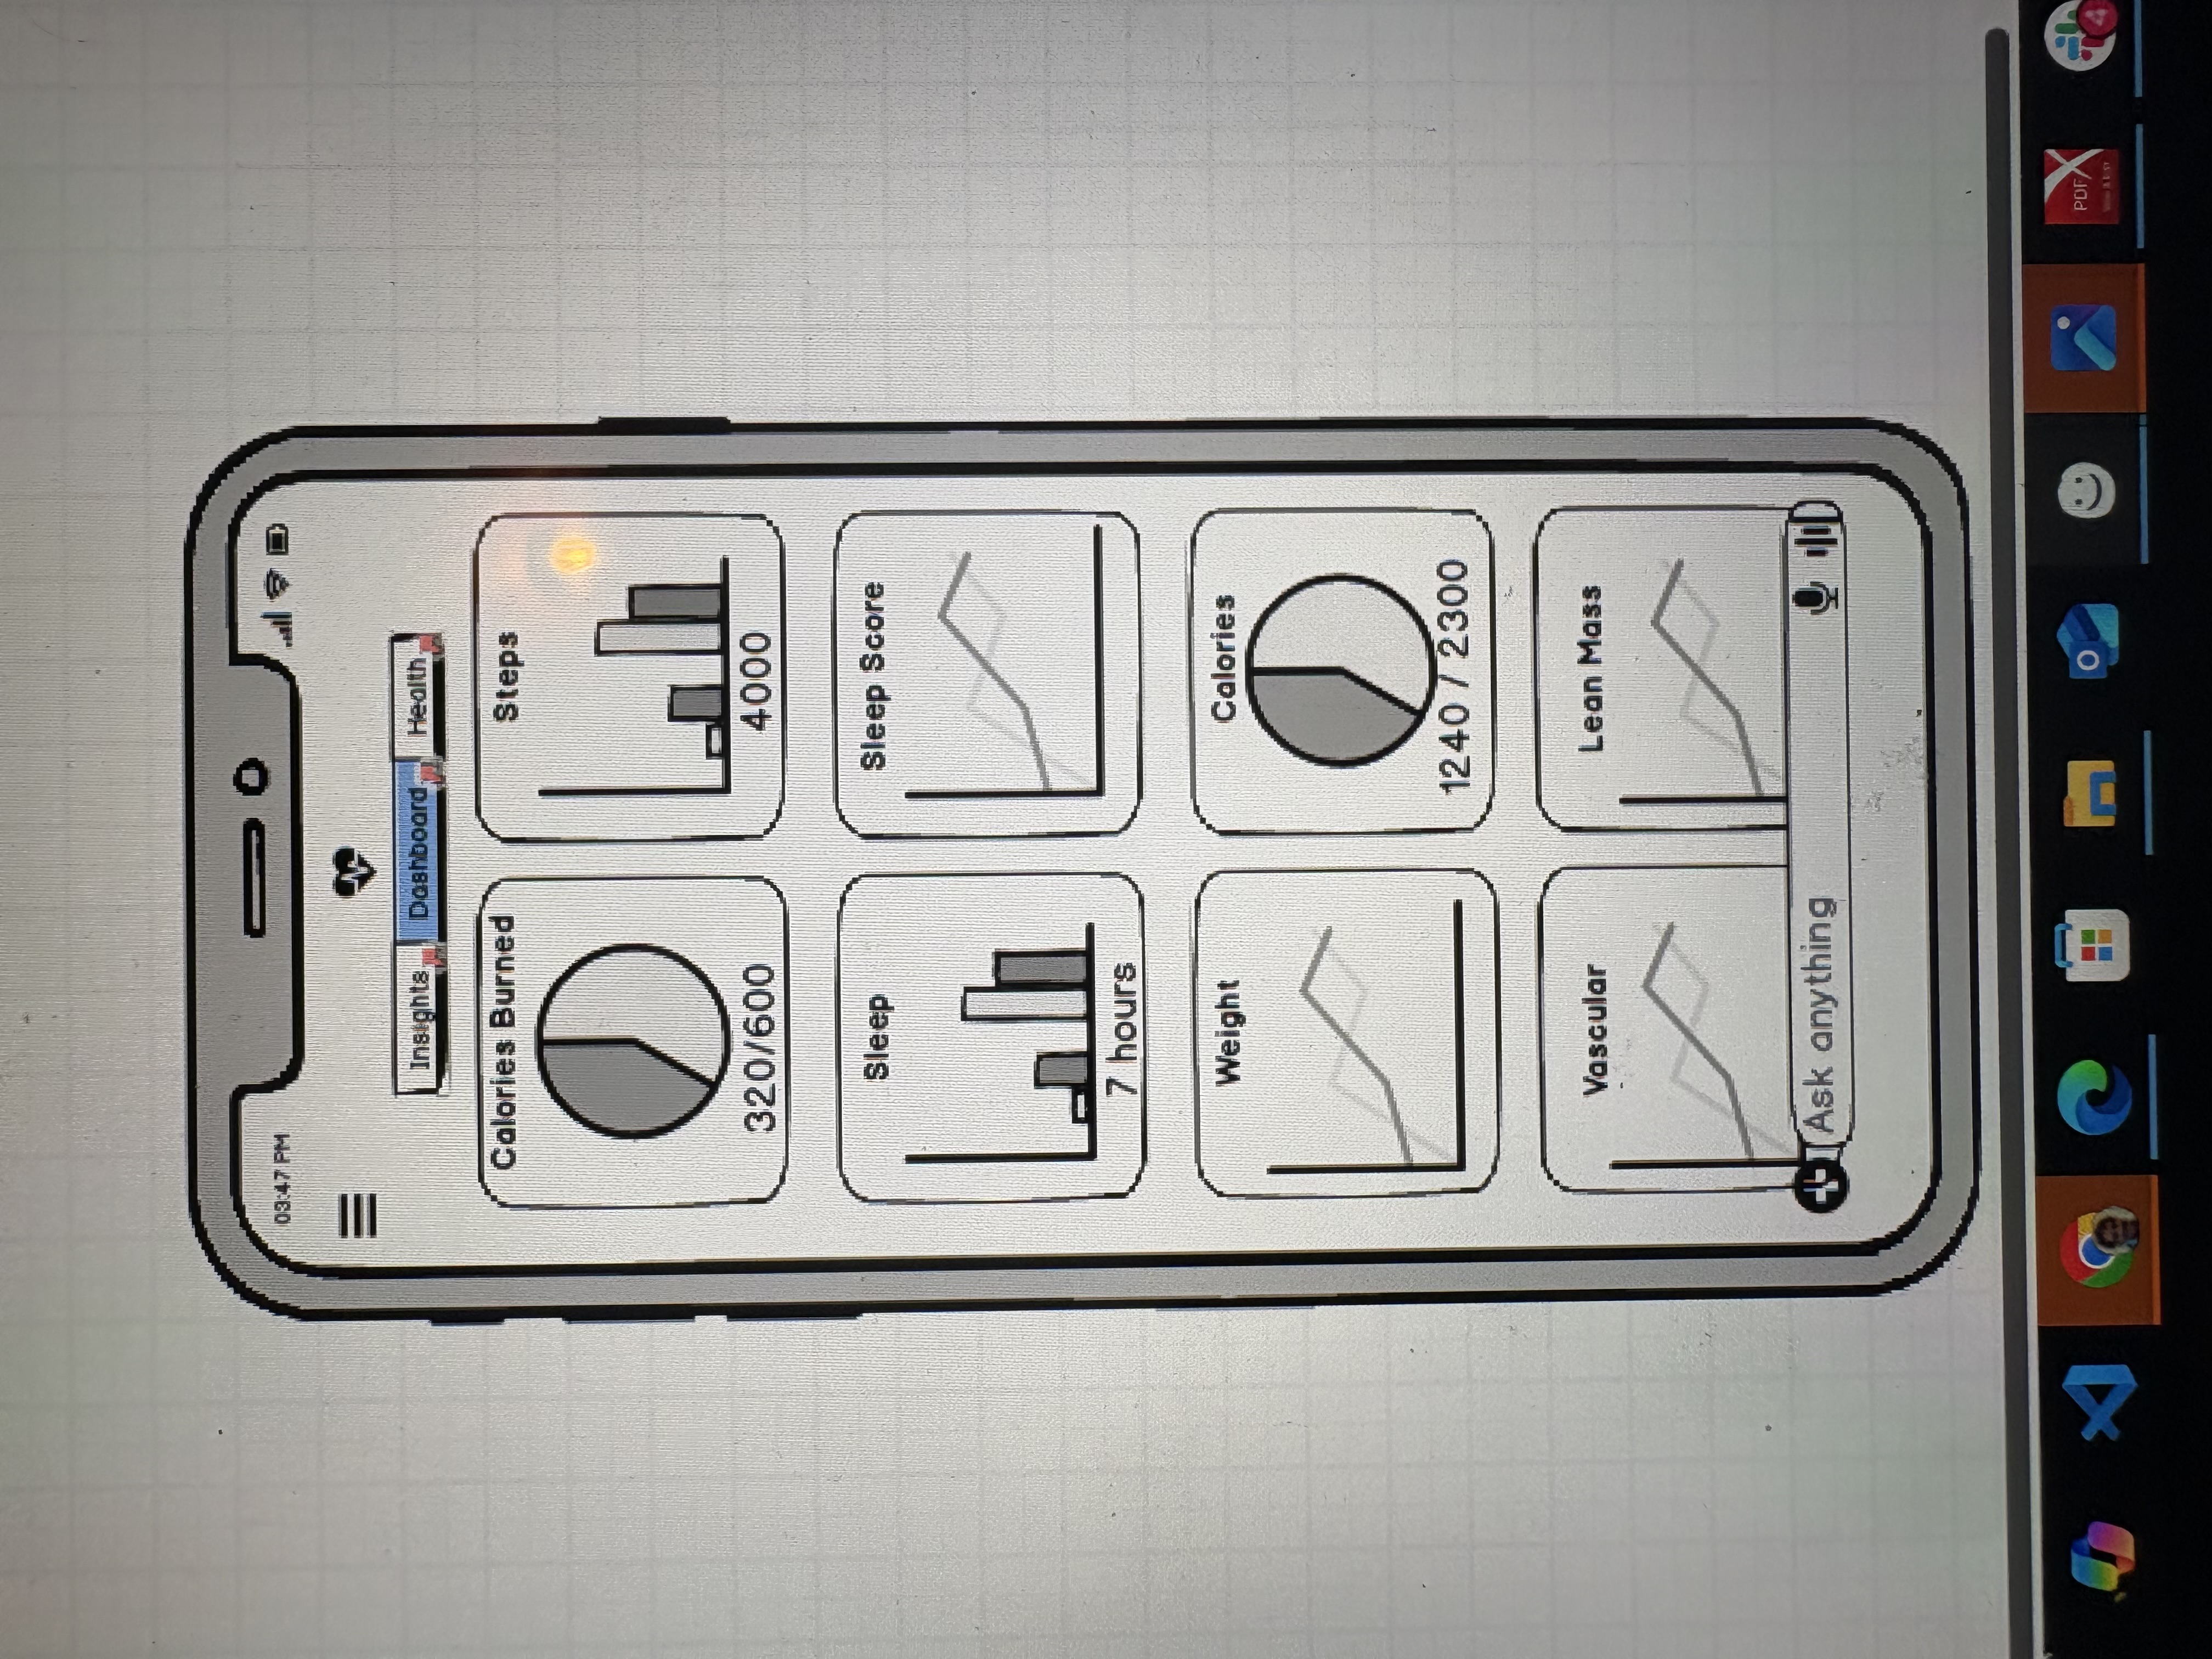 03:47 PM
Insights Dashboard Health
Calories Burned
320/600
Steps
4000
Sleep
7 hours
Sleep Score
Weight
Calories
1240 / 2300
Vascular
Lean Mass
Ask anything
PDF
4